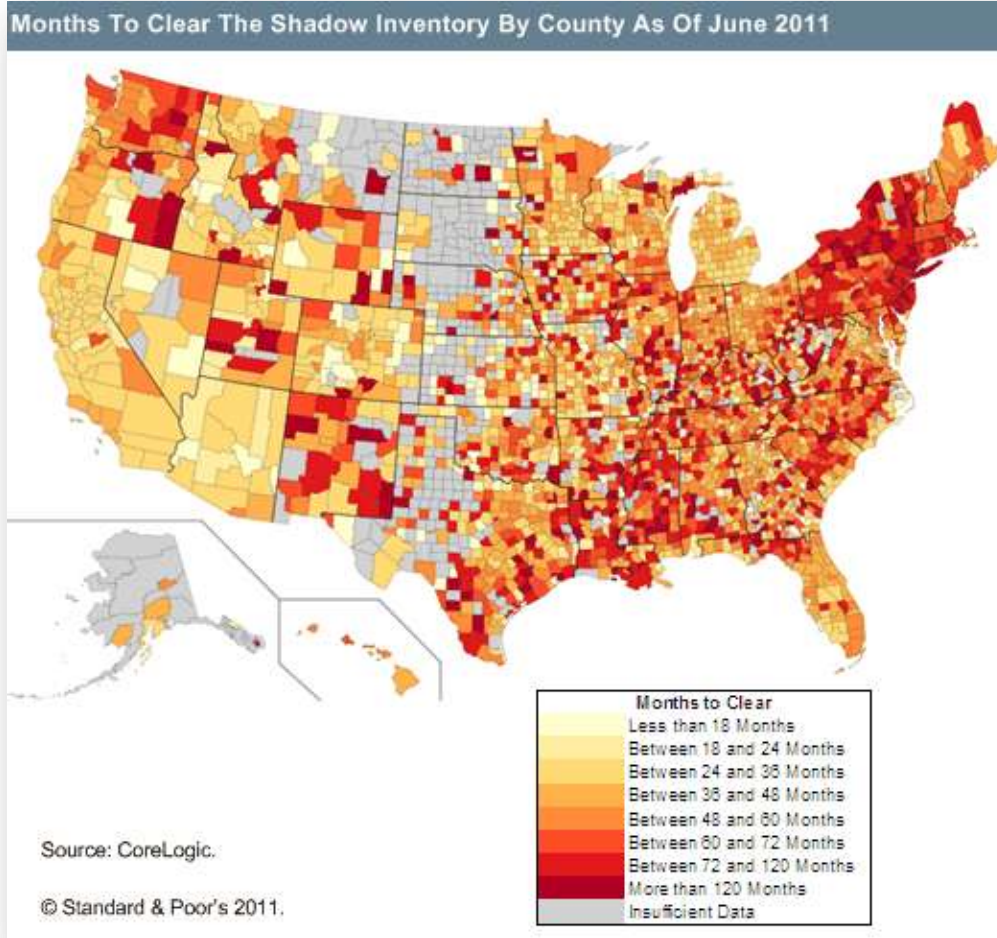 Months To Clear The Shadow Inventory By County As Of June 2011
Months to Clear
Less than 18 Months
Between 18 and 24 Months
Between 24 and 36 Months
Between 36 and 48 Months
Between 48 and 60 Months
Between 60 and 72 Months
Between 72 and 120 Months
More than 120 Months
Insufficient Data
Source: CoreLogic.
© Standard & Poor's 2011.